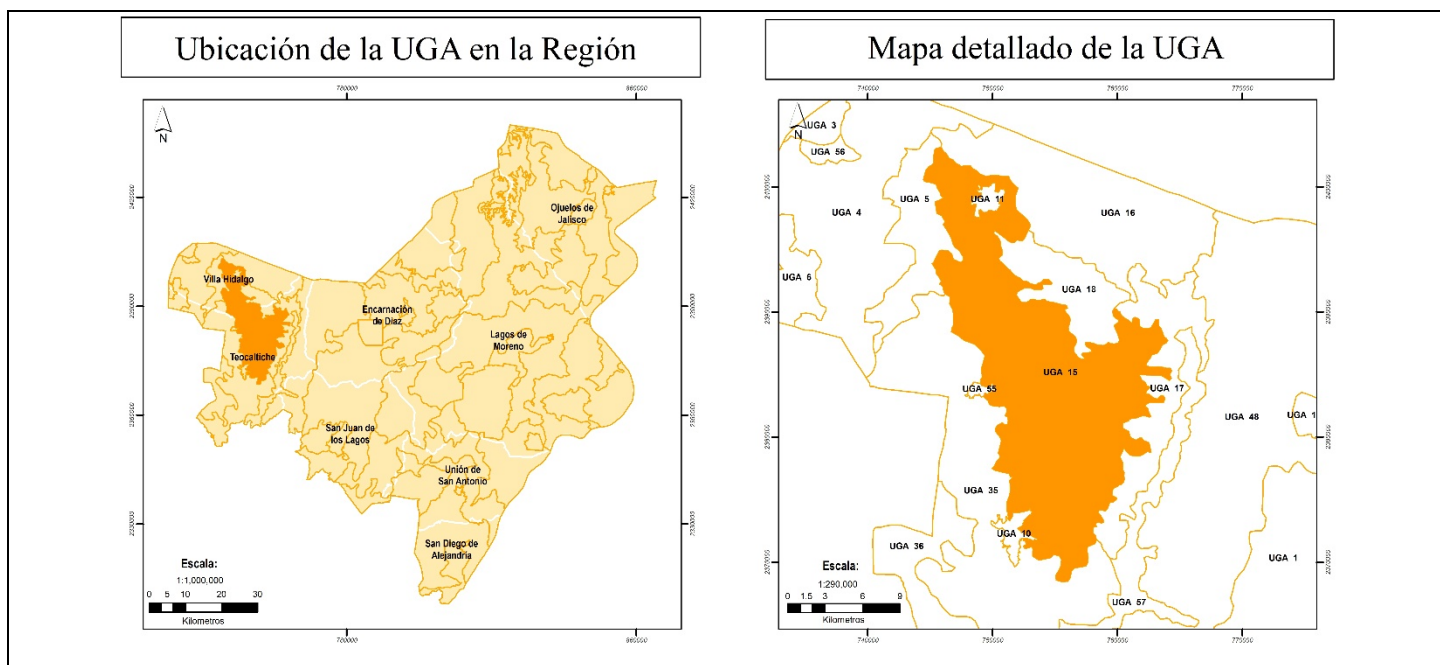 Ubicación de la UGA en la Región
780000
N
Ojuelos de
Jalisco
Villa Hidalgo
Encarnación
de Díaz
Lagos de
Moreno
Teocaltiche
San Juan de
los Lagos
Unión de
San Antonio
San Diego de
Alejandría
Escala:
1:1,000,000
0 5 10 20 30
Kilometros
780000
Mapa detallado de la UGA
N
UGA 3
UGA 56
UGA 4
UGA 5
UGA 11
UGA 16
UGA 6
UGA 18
UGA 15
UGA 55
UGA 17
UGA 48
UGA 1
UGA 35
UGA 10
UGA 36
UGA 1
UGA 57
Escala:
1:290,000
0 1.5 3 6 9
Kilometros